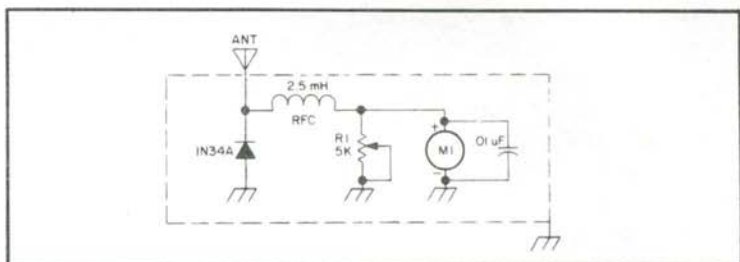 ANT
2.5 mH
RFC
1N34A
R1
5K
+
M1
-
01 uF